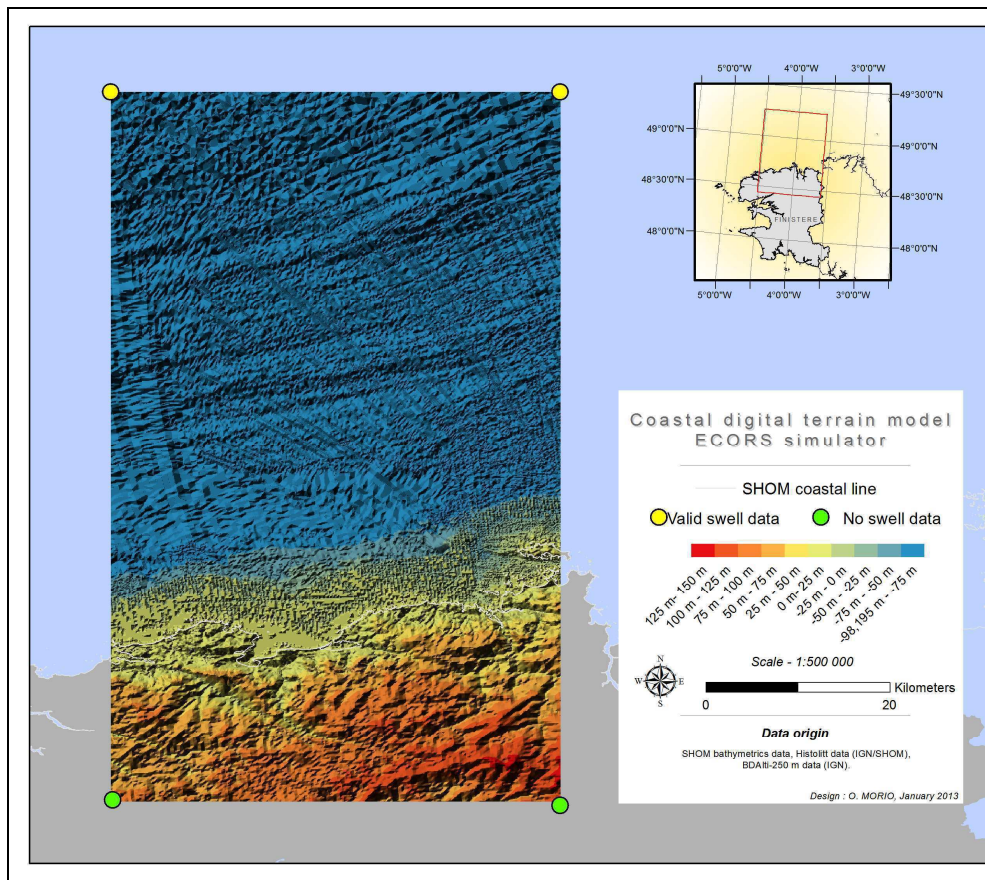 5°0'0"W 4°0'0"W 3°0'0"W
49°30'0"N
49°0'0"N 49°0'0"N
48°30'0"N 48°30'0"N
FINISTERE
48°0'0"N 48°0'0"N
5°0'0"W 4°0'0"W 3°0'0"W
Coastal digital terrain model
ECORS simulator
SHOM coastal line
Valid swell data No swell data
125 m- 150 m
100 m - 125 m
75 m - 100 m
50 m - 75 m
25 m - 50 m
0 m-25 m
-25 m - 0 m
-50 m - -25 m
-75 m - -50 m
-98.195 m - -75 m
Scale - 1:500 000
N
W E
S
Kilometers
0 20
Data origin
SHOM bathymetrics data, Histolitt data (IGN/SHOM),
BDAlti-250 m data (IGN).
Design : O. MORIO, January 2013